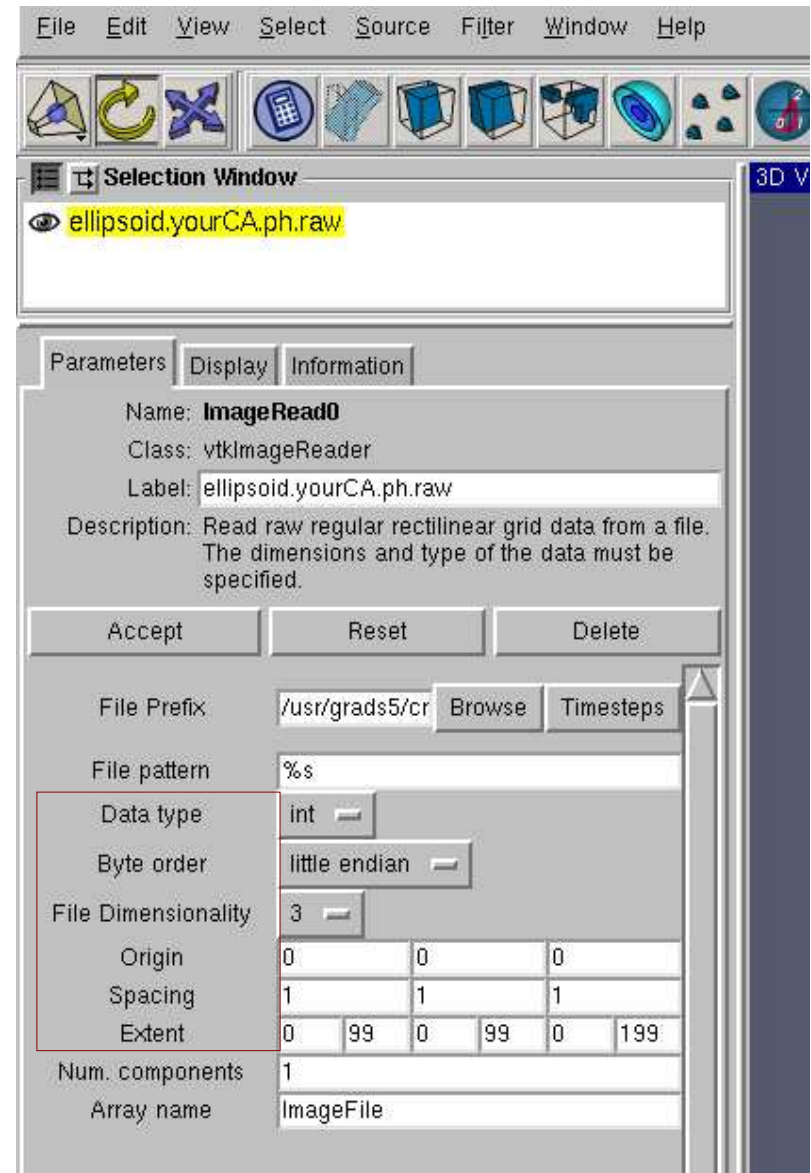 File Edit View Select Source Filter Window Help
Selection Window
3D V
ellipsoid.yourCA.ph.raw
Parameters Display Information
Name: ImageRead0
Class: vtkImageReader
Label: ellipsoid.yourCA.ph.raw
Description: Read raw regular rectilinear grid data from a file.
The dimensions and type of the data must be
specified.
Accept Reset Delete
File Prefix /usr/grads5/cr Browse Timesteps
File pattern %s
Data type int
Byte order little endian
File Dimensionality 3
Origin 0 0 0
Spacing 1 1 1
Extent 0 99 0 99 0 199
Num. components 1
Array name ImageFile